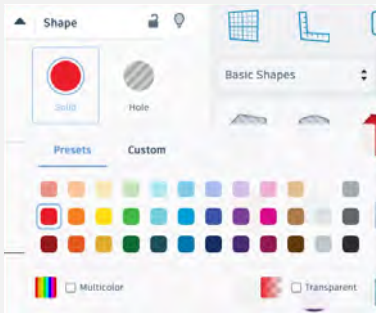 Shape
Basic Shapes
Solid
Hole
Presets
Custom
Multicolor
Transparent